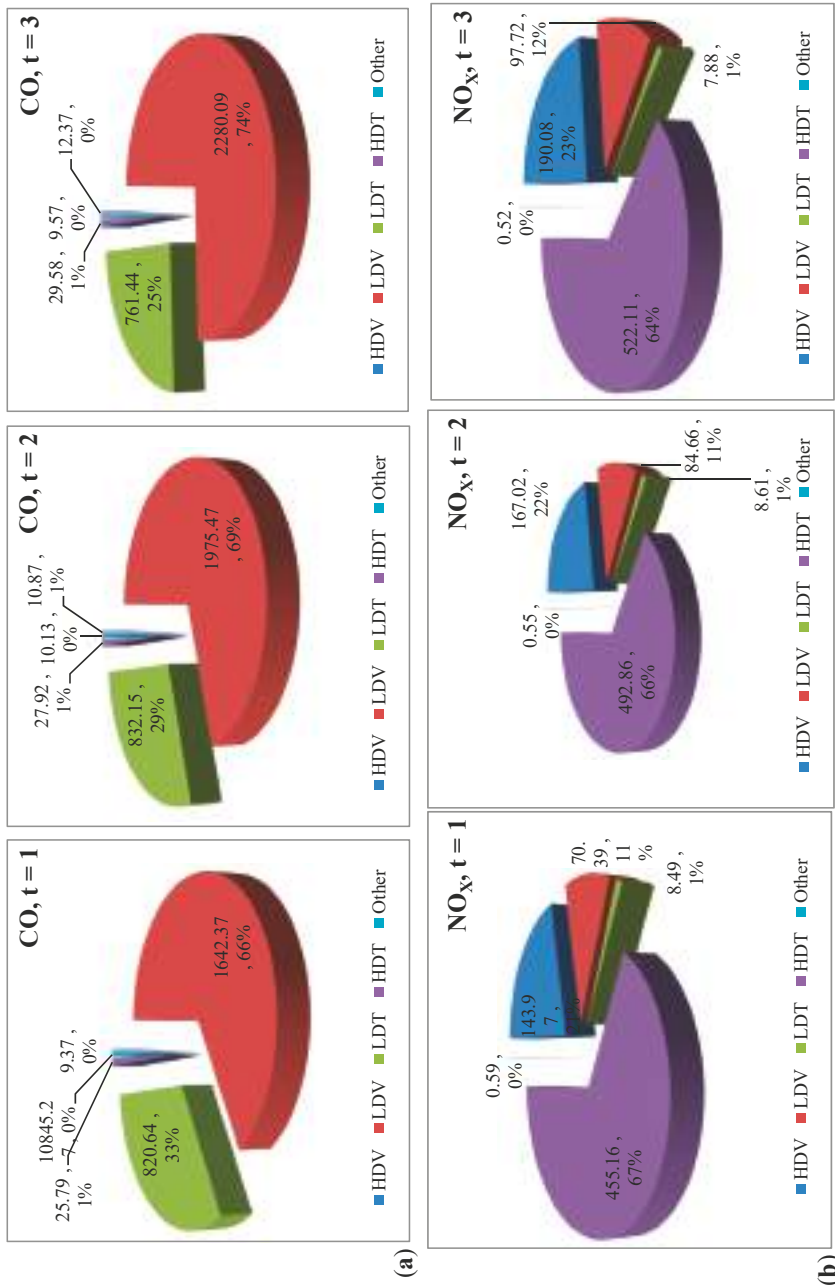 (a)
CO, t = 1
10845.2
25.79 , 7 , 0%
1%
9.37 ,
0%
820.64 ,
33%
1642.37
, 66%
HDV LDV LDT HDT Other
CO, t = 2
27.92 , 10.13 , 10.87 ,
1% 0% 1%
832.15 ,
29%
1975.47
, 69%
HDV LDV LDT HDT Other
CO, t = 3
29.58 , 9.57 , 12.37 ,
1% 0% 0%
761.44 ,
25%
2280.09
, 74%
HDV LDV LDT HDT Other
(b)
NOX, t = 1
0.59 ,
0%
143.9
7 ,
70.
39 , 11
%
8.49 ,
1%
455.16 ,
67%
HDV LDV LDT HDT Other
NOX, t = 2
0.55 ,
0%
167.02 ,
22%
84.66 ,
11%
8.61 ,
1%
492.86 ,
66%
HDV LDV LDT HDT Other
NOX, t = 3
0.52 ,
0%
190.08 ,
23%
97.72 ,
12%
7.88 ,
1%
522.11 ,
64%
HDV LDV LDT HDT Other